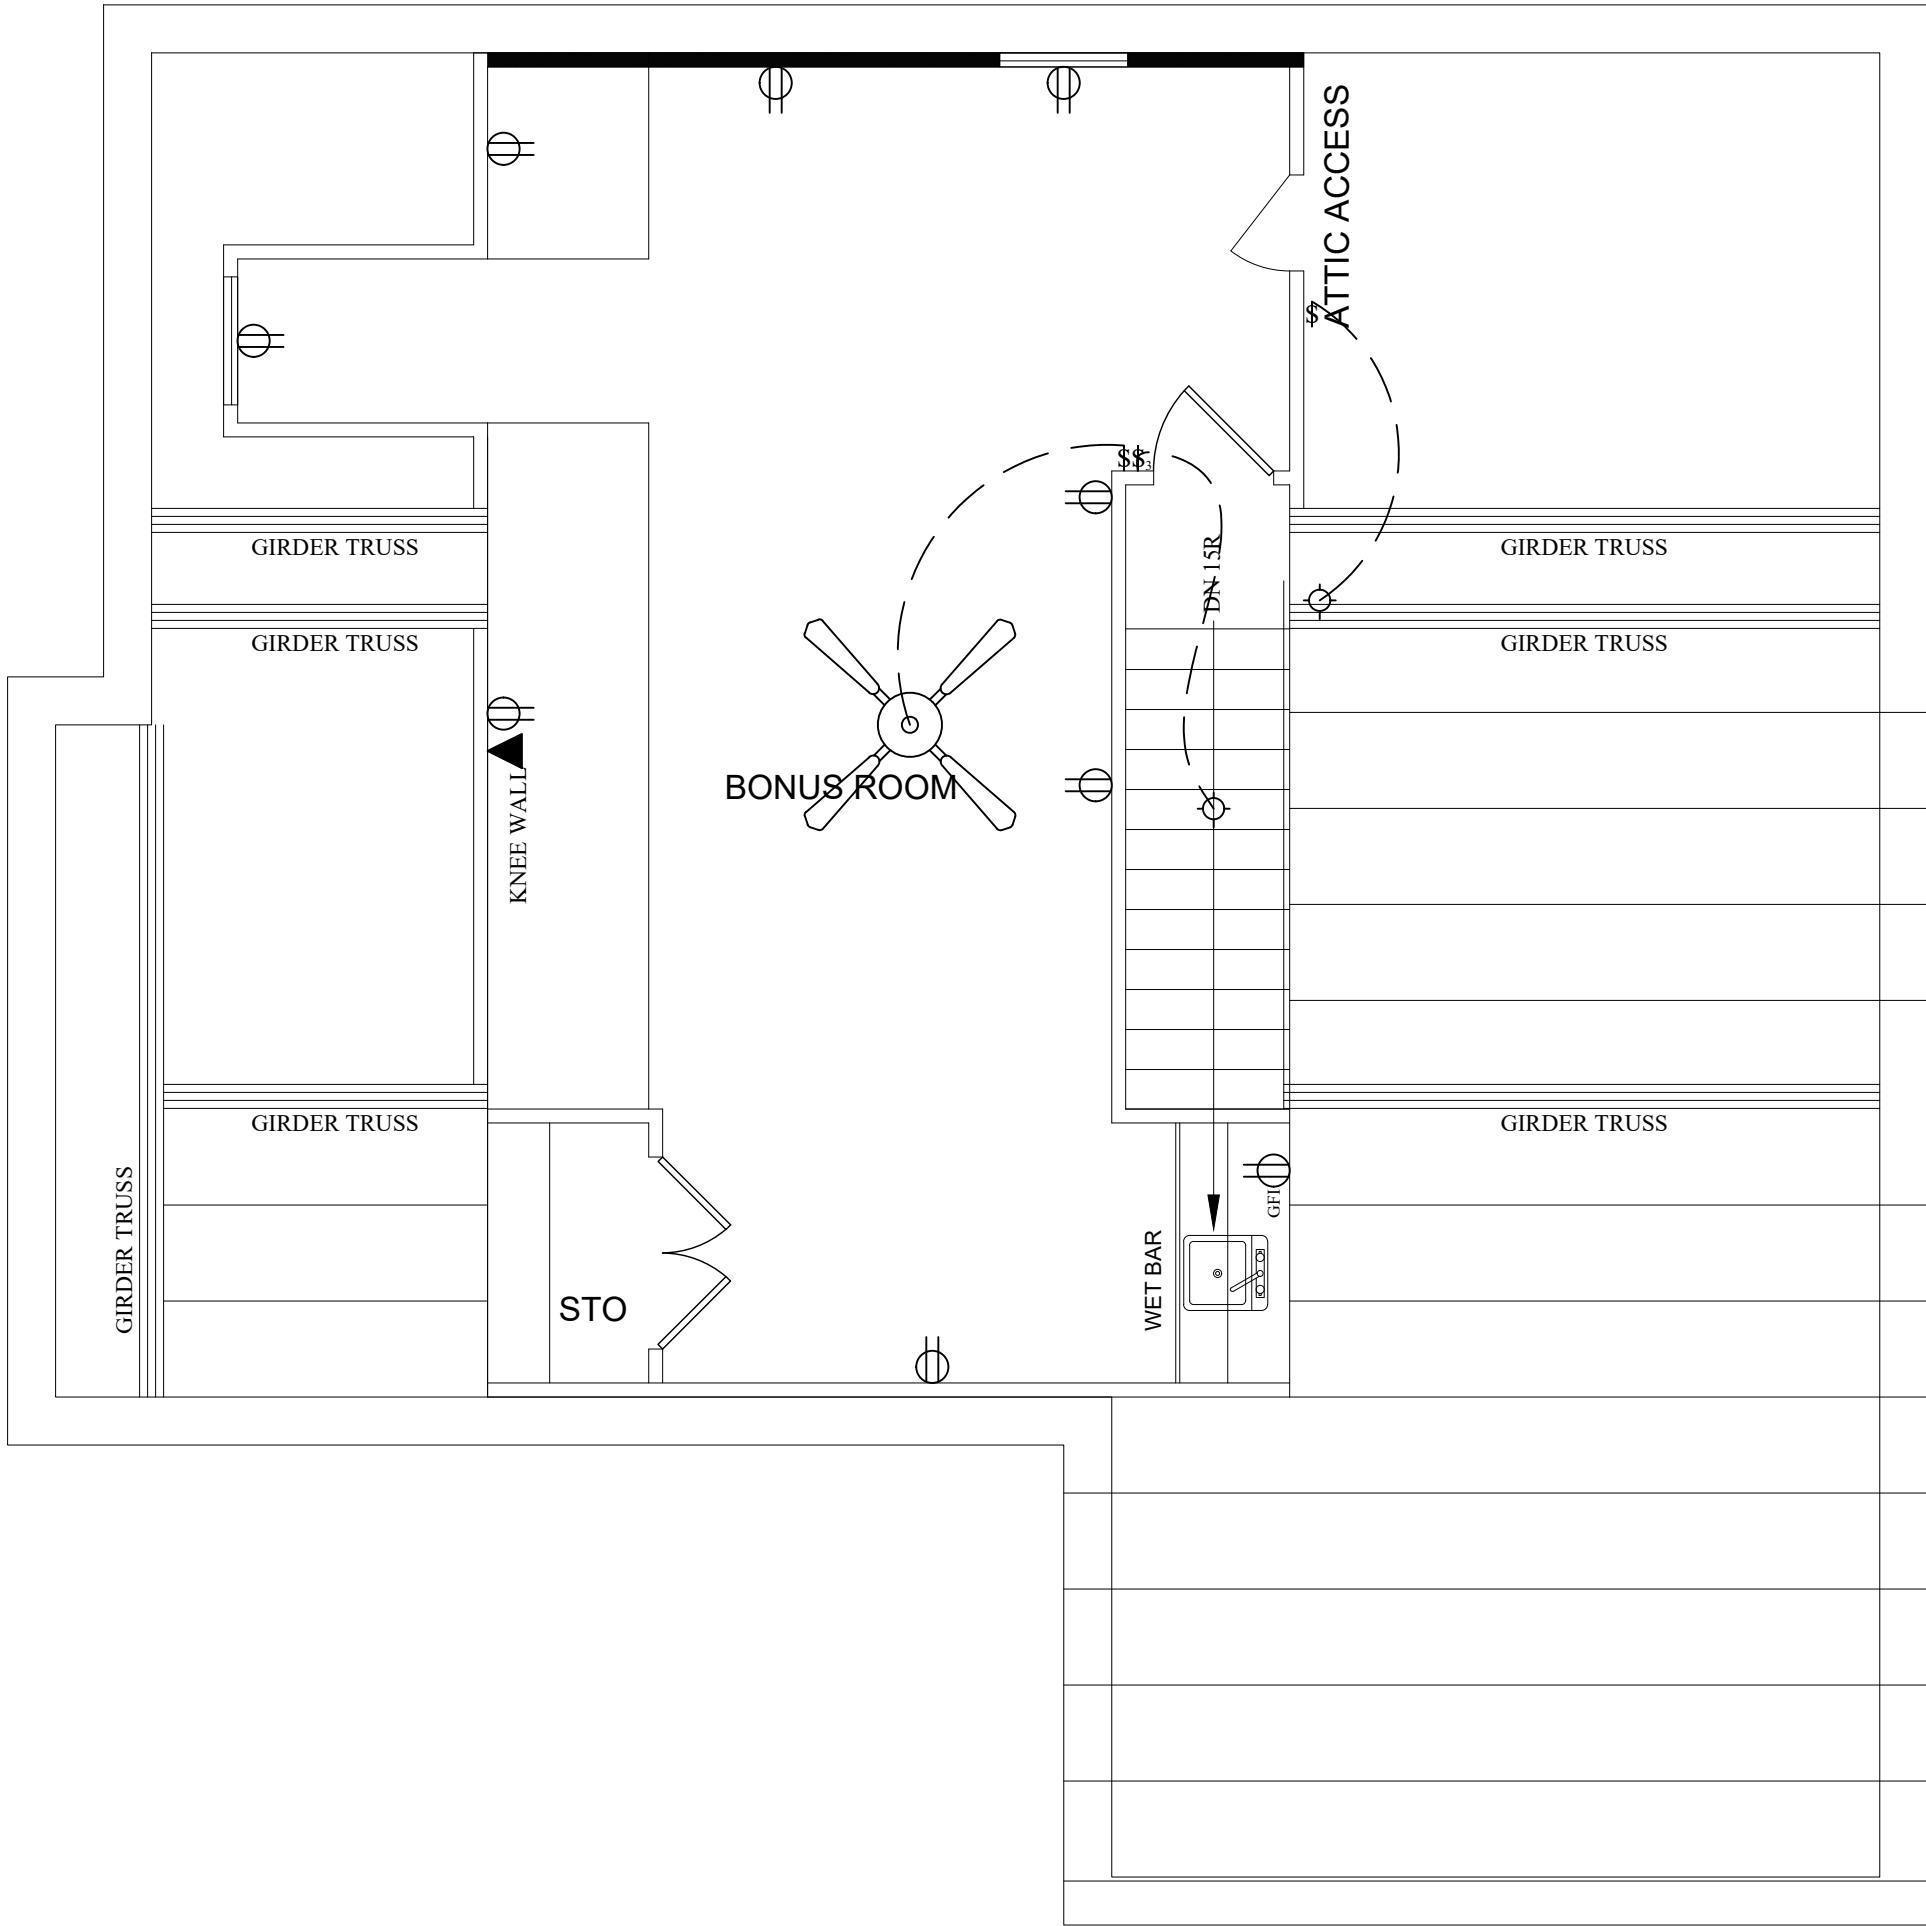 ATTIC ACCESS
$
$$3
GIRDER TRUSS
GIRDER TRUSS
DN 15R
GIRDER TRUSS
GIRDER TRUSS
KNEE WALL
BONUS ROOM
GIRDER TRUSS
GIRDER TRUSS
GIRDER TRUSS
GFI
WET BAR
STO